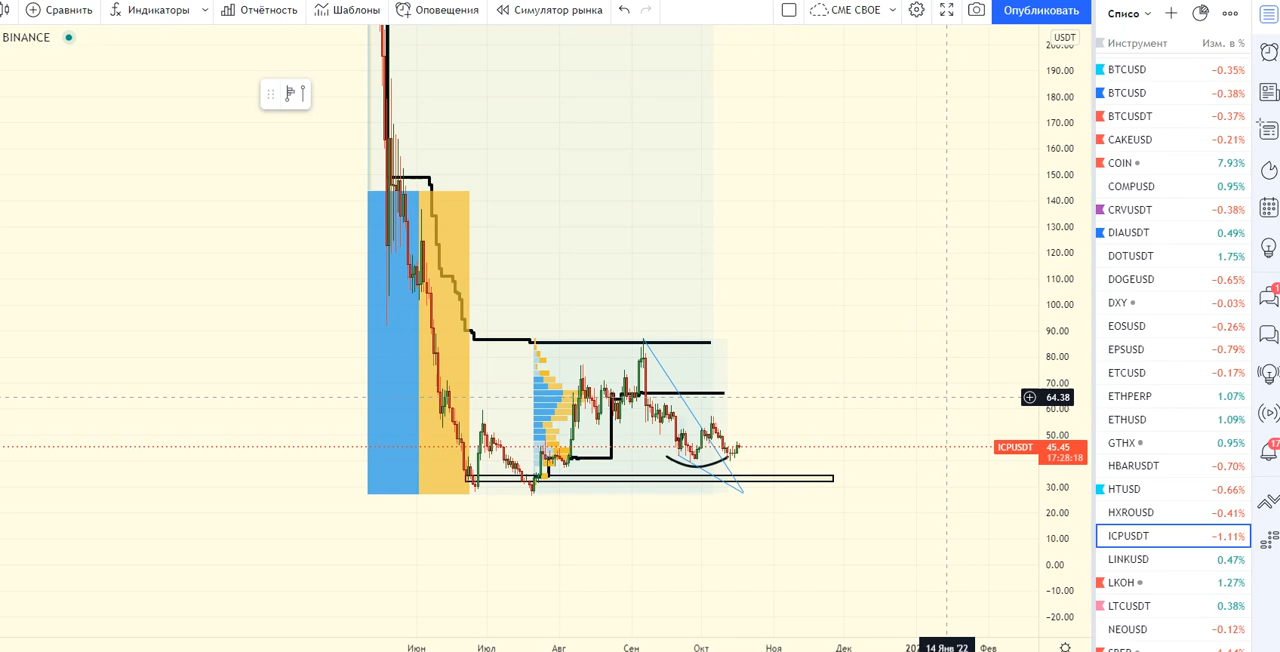 Сравнить Индикаторы Отчётность Шаблоны Оповещения Симулятор рынка СМЕ СВОЕ Опубликовать
BINANCE
USDT
200.00
190.00
180.00
170.00
160.00
150.00
140.00
130.00
120.00
110.00
100.00
90.00
80.00
70.00
64.38
60.00
50.00
ICPUSDT 45.45
17:28:18
30.00
20.00
10.00
0.00
−10.00
−20.00
Июн Июл Авг Сен Окт Ноя Дек 14 Янв '22 Фев
Списо
Инструмент Изм. в %
BTCUSD −0.35%
BTCUSD −0.38%
BTCUSDT −0.37%
CAKEUSD −0.21%
COIN 7.93%
COMPUSD 0.95%
CRVUSDT −0.38%
DIAUSDT 0.49%
DOTUSDT 1.75%
DOGEUSD −0.65%
DXY −0.03%
EOSUSD −0.26%
EPSUSD −0.79%
ETCUSD −0.17%
ETHPERP 1.07%
ETHUSD 1.09%
GTHX 0.95%
HBARUSDT −0.70%
HTUSD −0.66%
HXROUSD −0.41%
ICPUSDT −1.11%
LINKUSD 0.47%
LKOH 1.27%
LTCUSDT 0.38%
NEOUSD −0.12%
1
17